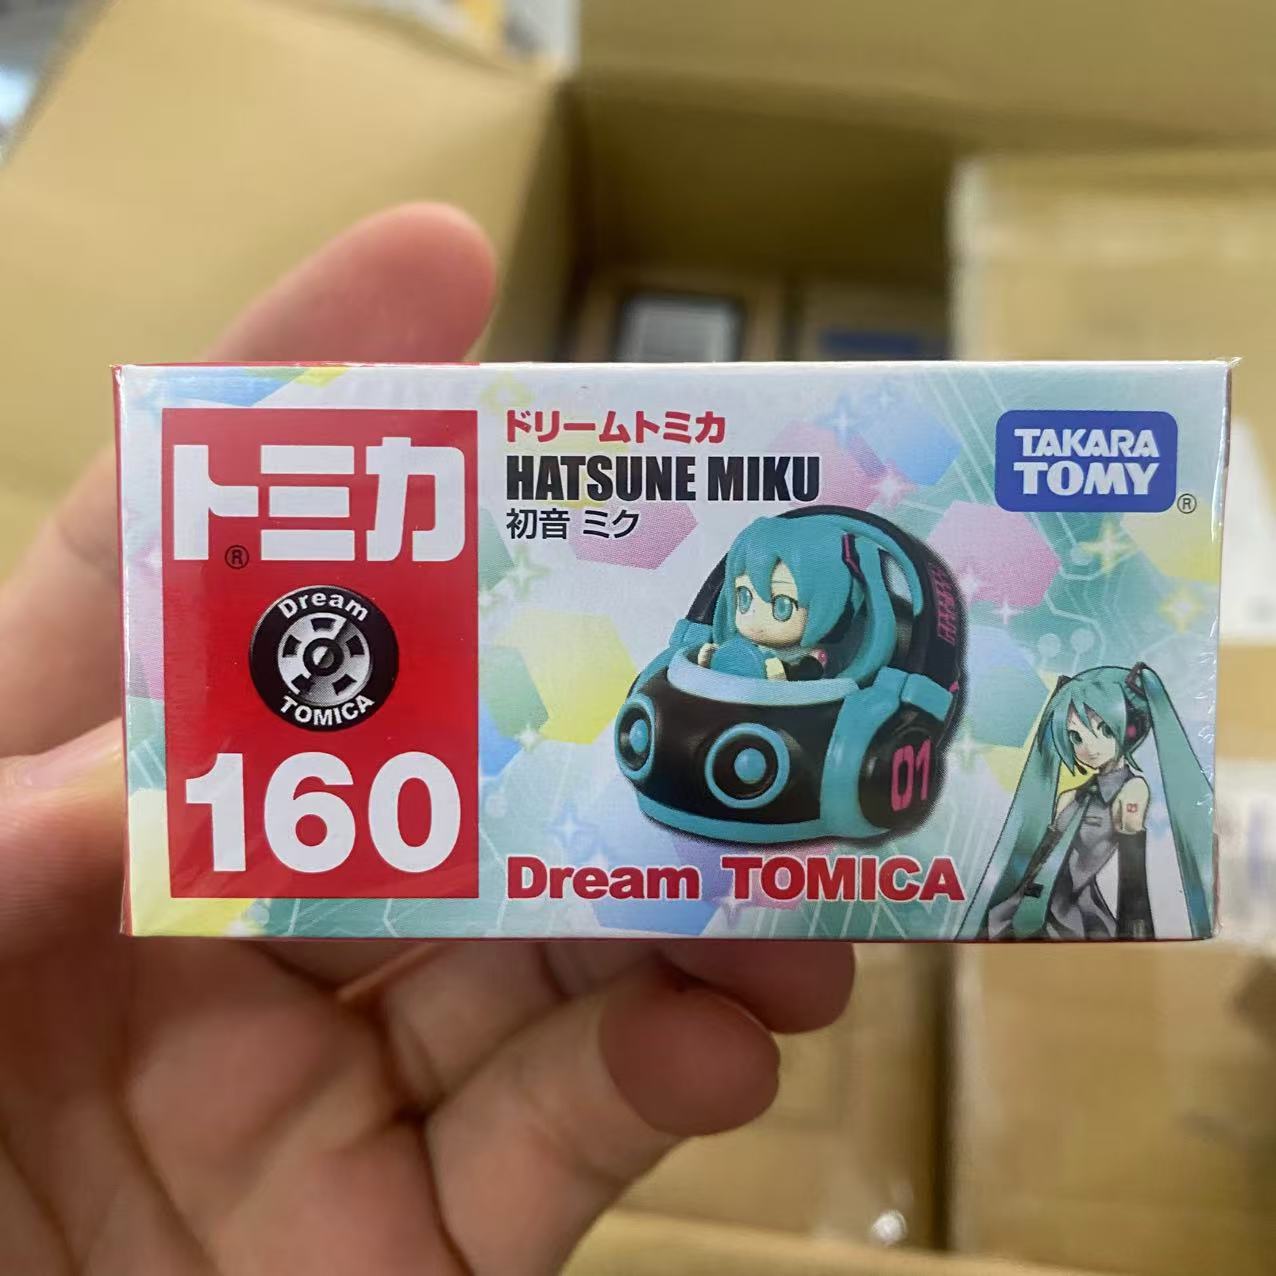 トミカ
®
Dream
TOMICA
160
ドリームトミカ
HATSUNE MIKU
初音 ミク
01
Dream TOMICA
TAKARA
TOMY
®